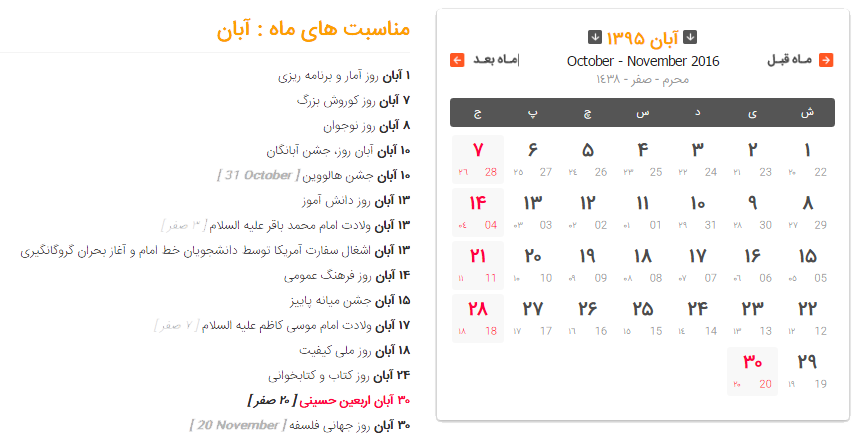 آبان ۱۳۹۵
ماه قبل October - November 2016 ماه بعد
محرم - صفر - ۱٤۳۸
ش ی د س چ پ ج
۱ ۲ ۳ ۴ ۵ ۶ ۷
22 ۲۰ 23 ۲۱ 24 ۲۲ 25 ۲۳ 26 ۲٤ 27 ۲٥ 28 ۲٦
۸ ۹ ۱۰ ۱۱ ۱۲ ۱۳ ۱۴
29 ۲۷ 30 ۲۸ 31 ۲۹ 01 ۰۱ 02 ۰۲ 03 ۰۳ 04 ۰٤
۱۵ ۱۶ ۱۷ ۱۸ ۱۹ ۲۰ ۲۱
05 ۰٥ 06 ۰٦ 07 ۰۷ 08 ۰۸ 09 ۰۹ 10 ۱۰ 11 ۱۱
۲۲ ۲۳ ۲۴ ۲۵ ۲۶ ۲۷ ۲۸
12 ۱۲ 13 ۱۳ 14 ۱٤ 15 ۱٥ 16 ۱٦ 17 ۱۷ 18 ۱۸
۲۹ ۳۰
19 ۱۹ 20 ۲۰
مناسبت های ماه : آبان
۱ آبان روز آمار و برنامه ریزی
۷ آبان روز کوروش بزرگ
۸ آبان روز نوجوان
۱۰ آبان آبان روز، جشن آبانگان
۱۰ آبان جشن هالووین [ 31 October ]
۱۳ آبان روز دانش آموز
۱۳ آبان ولادت امام محمد باقر علیه السلام [ ۳ صفر ]
۱۳ آبان اشغال سفارت آمریکا توسط دانشجویان خط امام و آغاز بحران گروگانگیری
۱۴ آبان روز فرهنگ عمومی
۱۵ آبان جشن میانه پاییز
۱۷ آبان ولادت امام موسی کاظم علیه السلام [ ۷ صفر ]
۱۸ آبان روز ملی کیفیت
۲۴ آبان روز کتاب و کتابخوانی
۳۰ آبان اربعین حسینی [ ۲۰ صفر ]
۳۰ آبان روز جهانی فلسفه [ 20 November ]